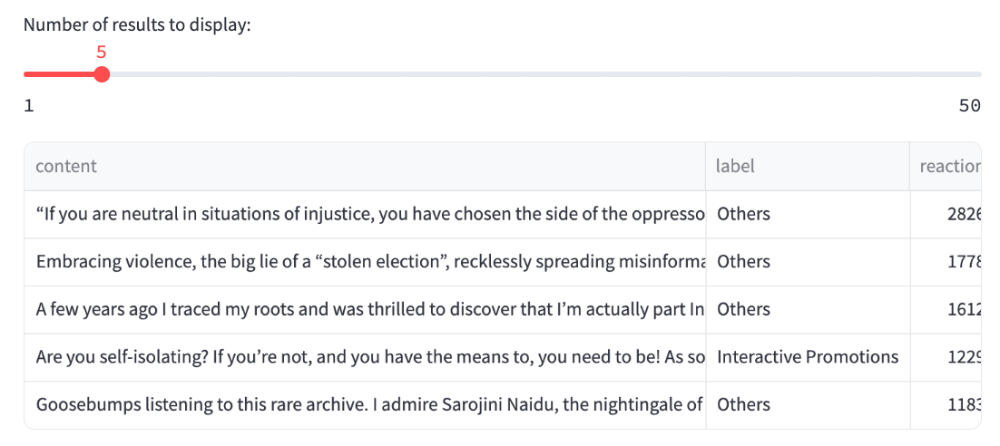 Number of results to display:
5
1 50
content label reaction
“If you are neutral in situations of injustice, you have chosen the side of the oppresso Others 2826
Embracing violence, the big lie of a “stolen election”, recklessly spreading misinforma Others 1778
A few years ago I traced my roots and was thrilled to discover that I’m actually part In Others 1612
Are you self-isolating? If you’re not, and you have the means to, you need to be! As so Interactive Promotions 1229
Goosebumps listening to this rare archive. I admire Sarojini Naidu, the nightingale of Others 1183